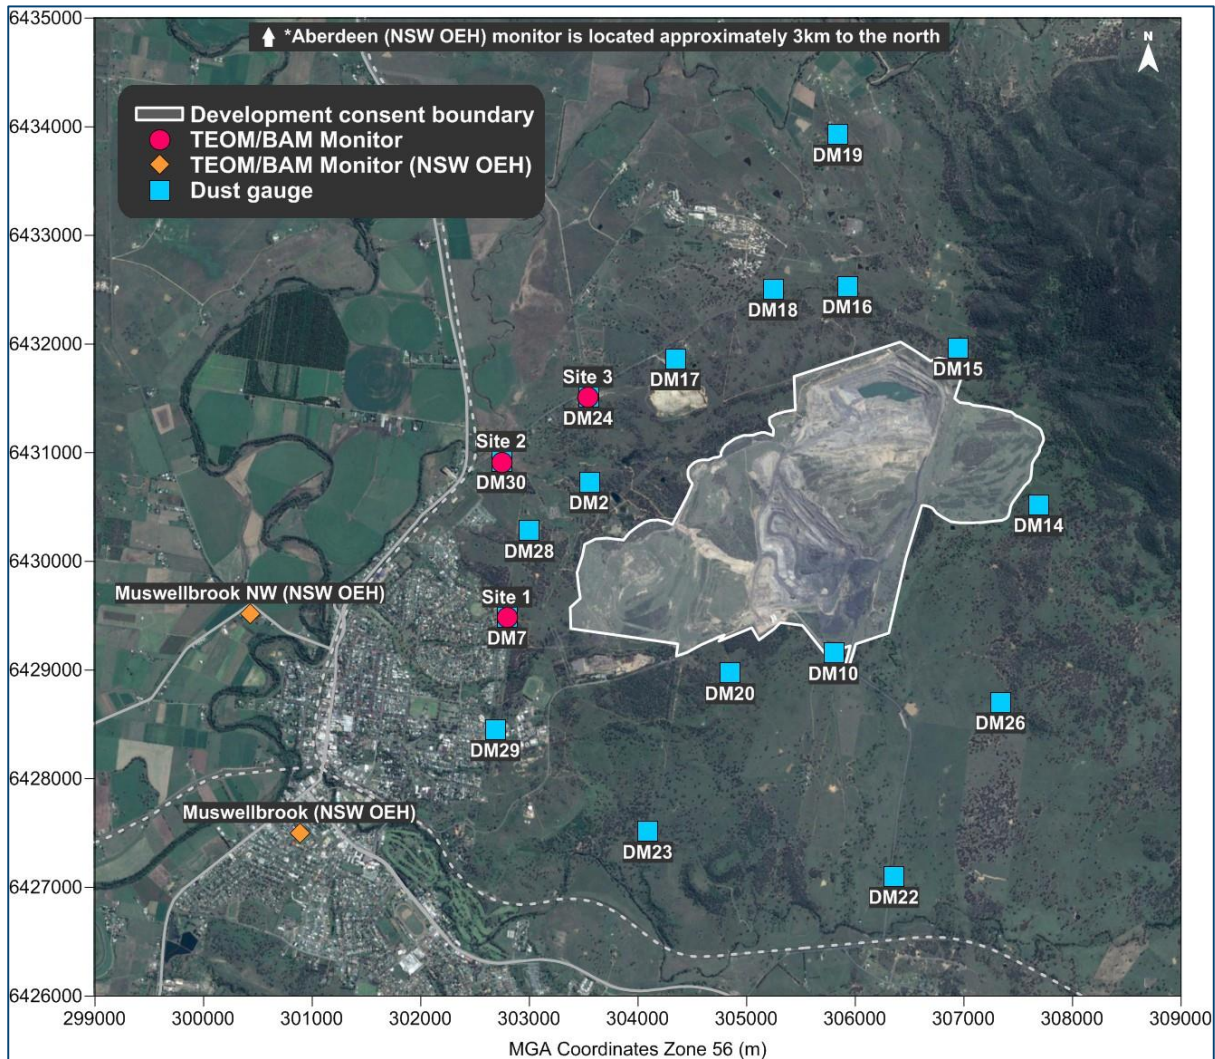 6435000
*Aberdeen (NSW OEH) monitor is located approximately 3km to the north
N
Development consent boundary
TEOM/BAM Monitor
TEOM/BAM Monitor (NSW OEH)
Dust gauge
6434000
DM19
6433000
DM18
DM16
6432000
DM15
DM17
Site 3
DM24
6431000
Site 2
DM30
DM2
DM14
DM28
6430000
Muswellbrook NW (NSW OEH)
Site 1
DM7
6429000
DM10
DM20
DM26
DM29
6428000
Muswellbrook (NSW OEH)
DM23
6427000
DM22
6426000
299000 300000 301000 302000 303000 304000 305000 306000 307000 308000 309000
MGA Coordinates Zone 56 (m)